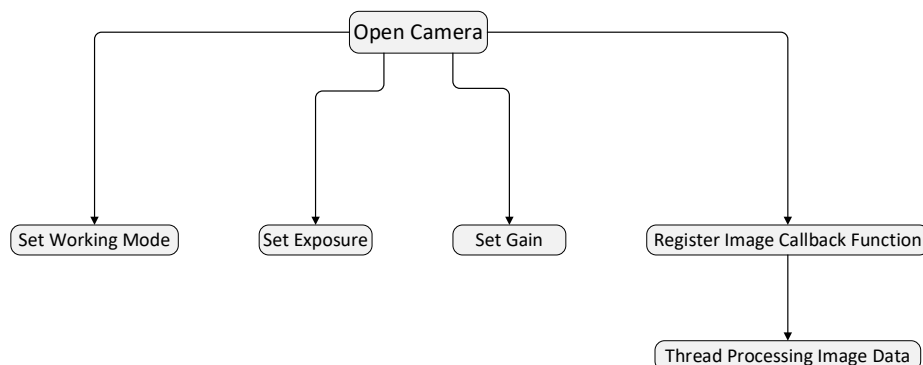 Open Camera
Set Working Mode
Set Exposure
Set Gain
Register Image Callback Function
Thread Processing Image Data